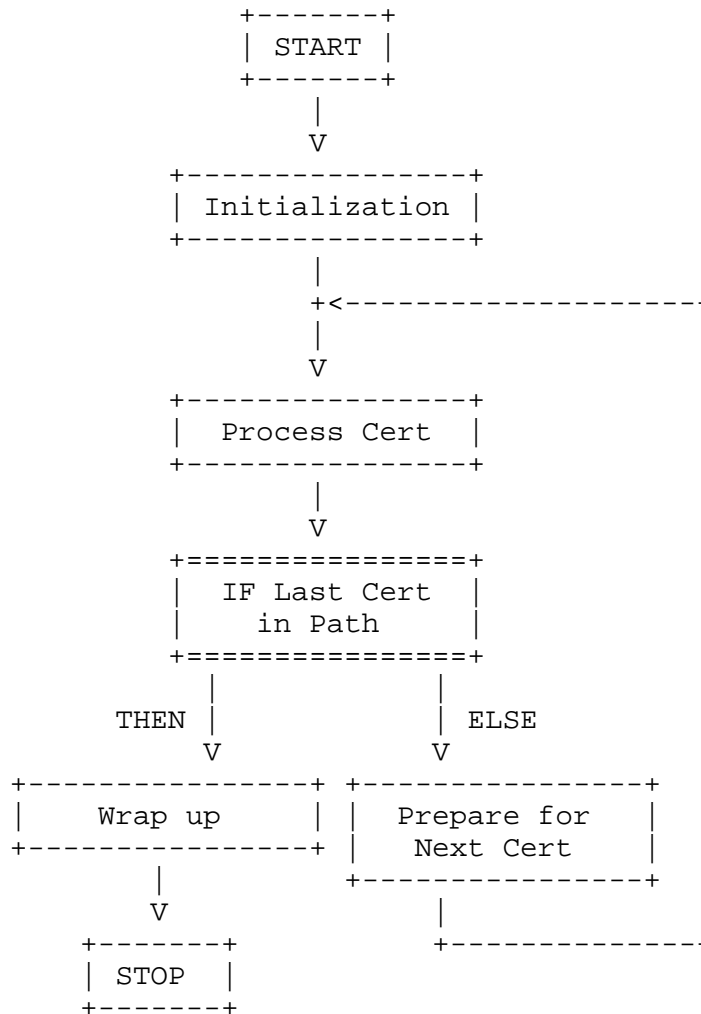 START
Initialization
Process Cert
IF Last Cert
in Path
THEN
ELSE
Wrap up
Prepare for
Next Cert
STOP